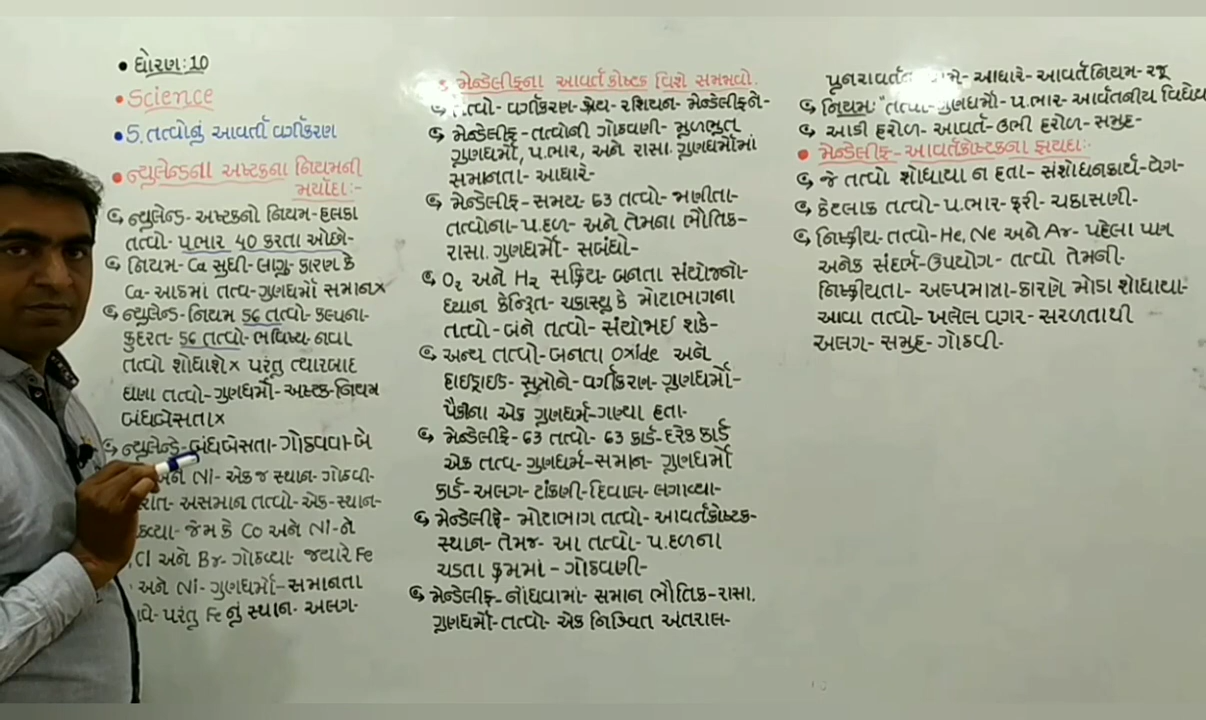 • ધોરણ: 10
• Science
• 5. તત્વોનું આવર્તી વર્ગીકરણ
• ન્યુલેન્ડના અષ્ટકના નિયમની
મર્યાદા:-
ન્યુલેન્ડ- અષ્ટકનો નિયમ- હલકા
તત્વો- પ.ભાર 40 કરતા ઓછો-
નિયમ- Ca સુધી- લાગુ- કારણ કે
Ca- આઠમાં તત્વ- ગુણધર્મો સમાન x
ન્યુલેન્ડ- નિયમ 56 તત્વો- કલ્પના-
કુદરત- 56 તત્વો- ભવિષ્ય- નવા
તત્વો શોધાશે x પરંતુ ત્યારબાદ
ઘણા તત્વો- ગુણધર્મો- અષ્ટક- નિયમ
બંધબેસતા x
ન્યુલેન્ડે- બંધબેસતા- ગોઠવવા- બે
અને Ni- એક જ સ્થાન- ગોઠવી-
અસમાન તત્વો- એક- સ્થાન-
જેમ કે Co અને Ni- ને
Cl અને Br- ગોઠવ્યા- જ્યારે Fe
અને Ni- ગુણધર્મો- સમાનતા
પરંતુ Fe નું સ્થાન- અલગ-
મેન્ડેલીફના આવર્ત કોષ્ટક વિશે સમજાવો.
તત્વો- વર્ગીકરણ- શ્રેય- રશિયન- મેન્ડેલીફને-
મેન્ડેલીફ- તત્વોની ગોઠવણી- મૂળભૂત
ગુણધર્મો, પ.ભાર, અને રાસા. ગુણધર્મોમાં
સમાનતા- આધારે-
મેન્ડેલીફ- સમય- 63 તત્વો- જાણીતા-
તત્વોના- પ.દળ- અને તેમના ભૌતિક-
રાસા. ગુણધર્મો- સબંધો-
O₂ અને H₂ સક્રિય- બનતા સંયોજનો-
ધ્યાન કેન્દ્રિત- ચકાસ્યુ કે મોટાભાગના
તત્વો- બંને તત્વો- સંયોજાઈ શકે-
અન્ય તત્વો- બનતા Oxide અને
હાઇડ્રાઇડ- સુત્રોને- વર્ગીકરણ- ગુણધર્મો-
પૈકીના એક ગુણધર્મ- ગણ્યા હતા-
મેન્ડેલીફે- 63 તત્વો- 63 કાર્ડ- દરેક કાર્ડ
એક તત્વ- ગુણધર્મ- સમાન- ગુણધર્મો
કાર્ડ- અલગ- ટાંકણી- દિવાલ- લગાવ્યા-
મેન્ડેલીફે- મોટાભાગ તત્વો- આવર્તકોષ્ટક-
સ્થાન- તેમજ- આ તત્વો- પ.દળના
ચડતા ક્રમમાં- ગોઠવણી-
મેન્ડેલીફ- નોંધવામાં- સમાન ભૌતિક- રાસા.
ગુણધર્મો- તત્વો- એક નિશ્ચિત અંતરાલ-
પુનરાવર્તન આધારે- આવર્ત નિયમ- રજૂ
નિયમ: "તત્વો- ગુણધર્મો- પ.ભાર- આર્વતનીય વિધેય
આડી હરોળ- આવર્ત- ઉભી હરોળ- સમુહ-
• મેન્ડેલીફ- આવર્તકોષ્ટકના ફાયદા:-
જે તત્વો શોધાયા ન હતા- સંશોધનકાર્ય- વેગ-
કેટલાક તત્વો- પ.ભાર- ફરી- ચકાસણી-
નિષ્ક્રીય- તત્વો- He, Ne અને Ar- પહેલા પણ
અનેક સંદર્ભ- ઉપયોગ- તત્વો તેમની-
નિષ્ક્રીયતા- અલ્પમાત્રા- કારણે મોડા શોધાયા-
આવા તત્વો- ખલેલ વગર- સરળતાથી
અલગ- સમુહ- ગોઠવી-